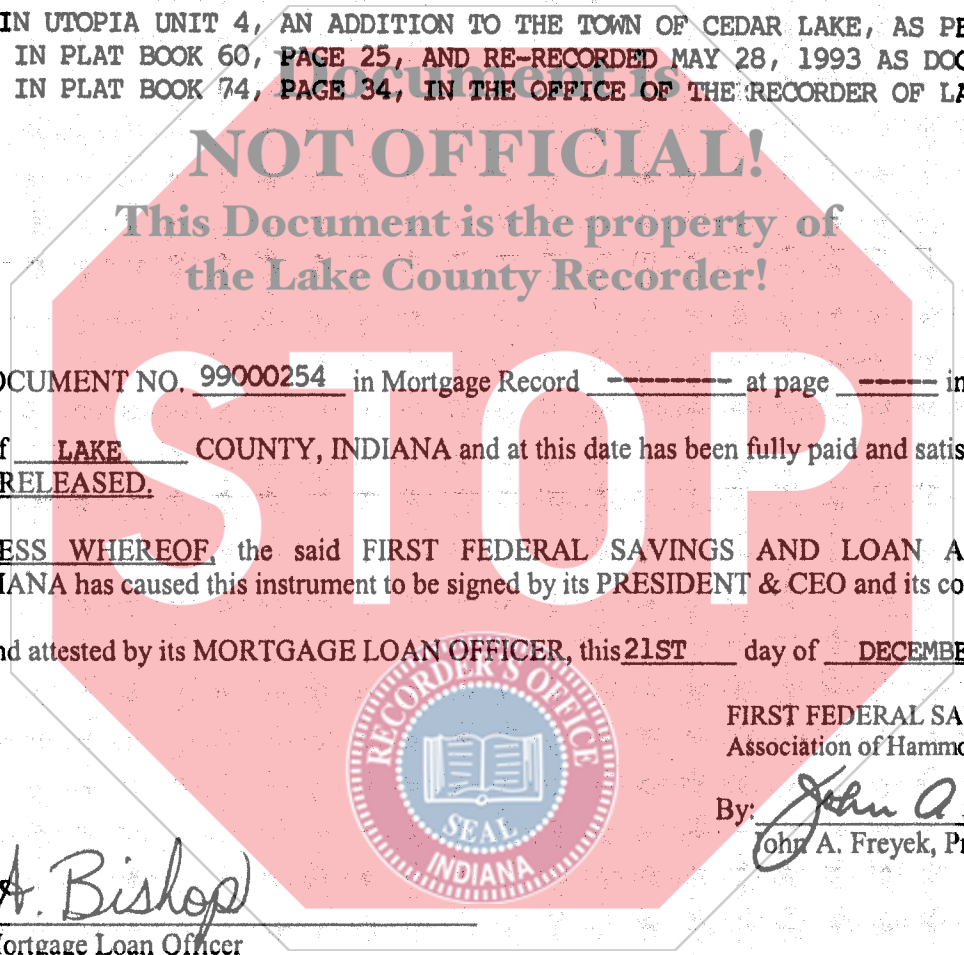 IN UTOPIA UNIT 4, AN ADDITION TO THE TOWN OF CEDAR LAKE, AS PE
IN PLAT BOOK 60, PAGE 25, AND RE-RECORDED MAY 28, 1993 AS DOC
IN PLAT BOOK 74, PAGE 34, IN THE OFFICE OF THE RECORDER OF LA
Document is
NOT OFFICIAL!
This Document is the property of
the Lake County Recorder!
STOP
OCUMENT NO. 99000254 in Mortgage Record ---------- at page ------ in
f LAKE COUNTY, INDIANA and at this date has been fully paid and satis
RELEASED.
ESS WHEREOF, the said FIRST FEDERAL SAVINGS AND LOAN A
IANA has caused this instrument to be signed by its PRESIDENT & CEO and its co
nd attested by its MORTGAGE LOAN OFFICER, this 21ST day of DECEMBE
RECORDER'S OFFICE
SEAL
INDIANA
FIRST FEDERAL SA
Association of Hammo
By: John A
John A. Freyek, Pr
A. Bishop
Mortgage Loan Officer